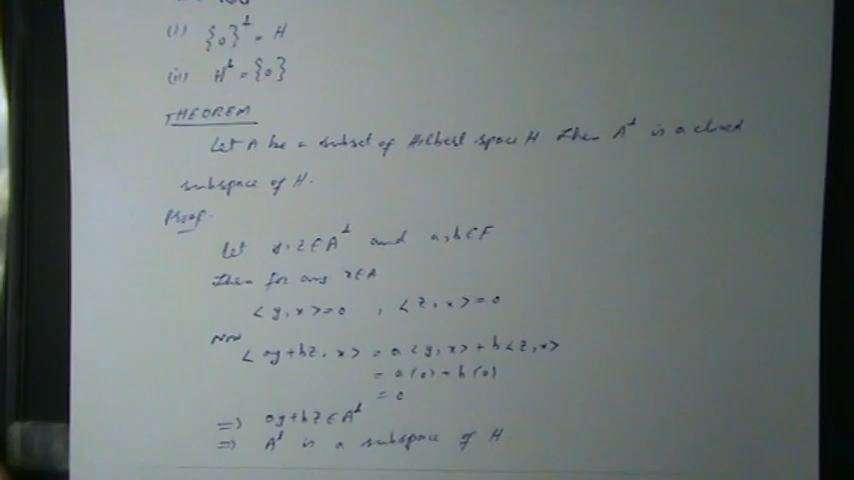 (i) {0}^⊥ = H
(ii) H^⊥ = {0}
THEOREM
Let A be a subset of Hilbert space H then A^⊥ is a closed
subspace of H.
Proof.
Let y, z ∈ A^⊥ and a, b ∈ F
Then for any x ∈ A
< y, x > = 0 , < z, x > = 0
Now
< ay + bz, x > = a < y, x > + b < z, x >
= a(0) + b(0)
= 0
=> ay + bz ∈ A^⊥
=> A^⊥ is a subspace of H.